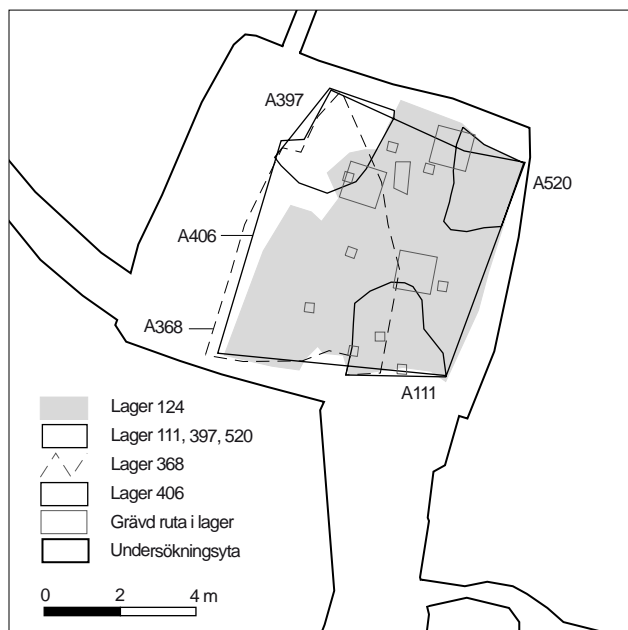 A397
A520
A406
A368
A111
Lager 124
Lager 111, 397, 520
Lager 368
Lager 406
Grävd ruta i lager
Undersökningsyta
0 2 4 m